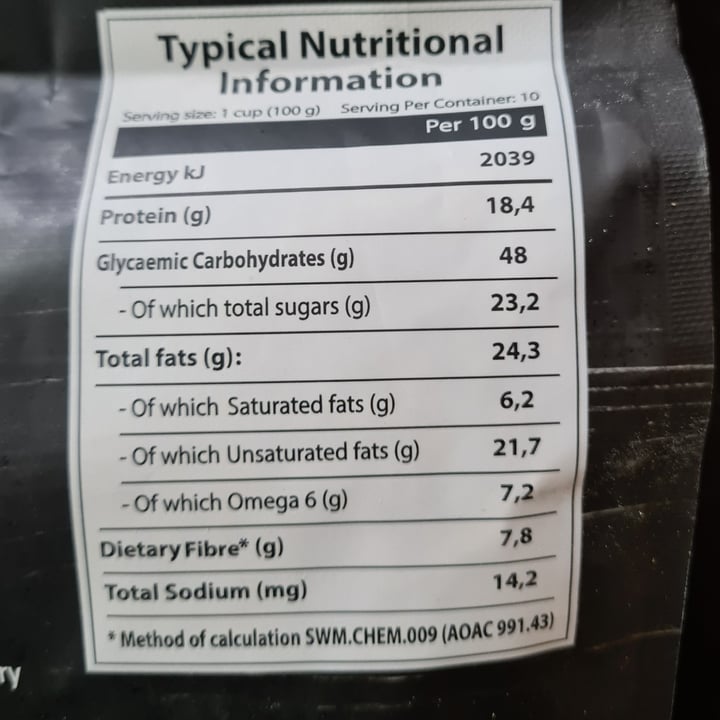 Typical Nutritional
Information
Serving size: 1 cup (100 g) Serving Per Container: 10
Per 100 g
Energy kJ 2039
Protein (g) 18,4
Glycaemic Carbohydrates (g) 48
- Of which total sugars (g) 23,2
Total fats (g): 24,3
- Of which Saturated fats (g) 6,2
- Of which Unsaturated fats (g) 21,7
- Of which Omega 6 (g) 7,2
Dietary Fibre* (g) 7,8
Total Sodium (mg) 14,2
* Method of calculation SWM.CHEM.009 (AOAC 991.43)